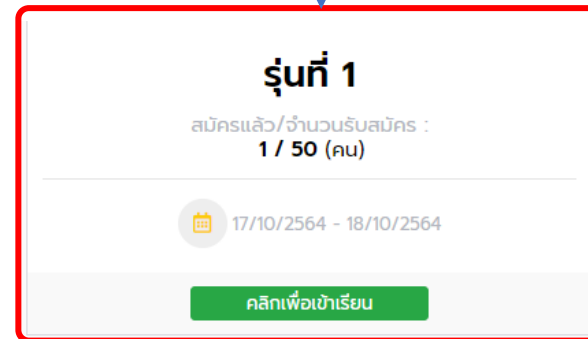 รุ่นที่ 1
สมัครแล้ว/จำนวนรับสมัคร :
1 / 50 (คน)
17/10/2564 - 18/10/2564
คลิกเพื่อเข้าเรียน